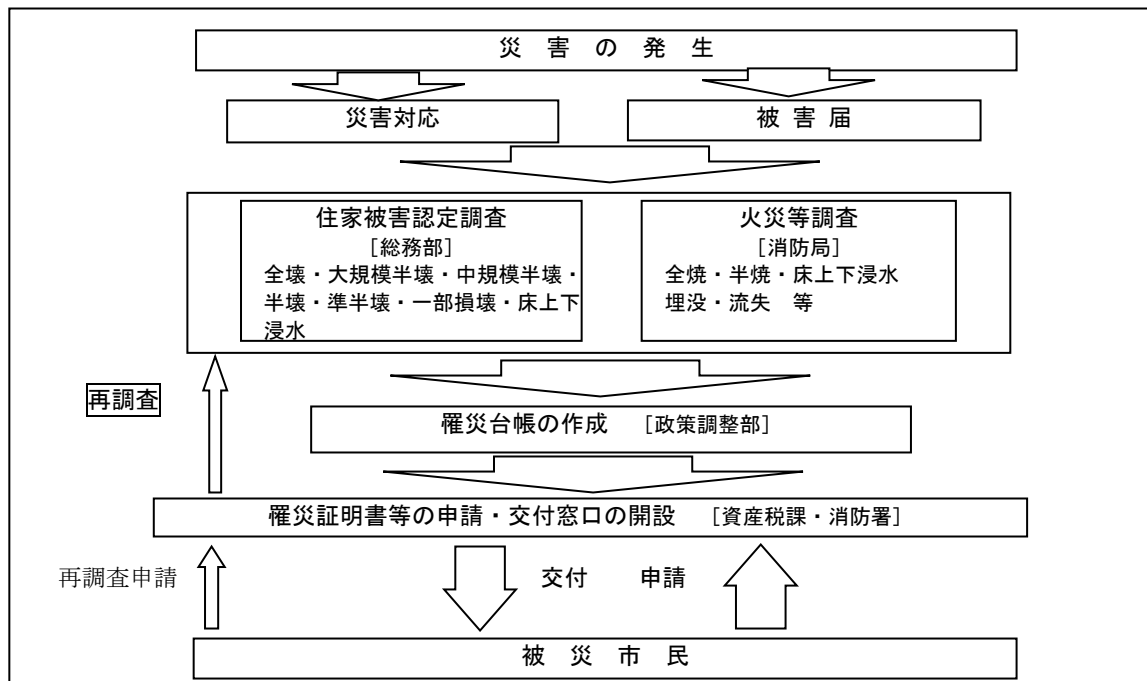 災 害 の 発 生
災害対応
被 害 届
住家被害認定調査
［総務部］
全壊・大規模半壊・中規模半壊・
半壊・準半壊・一部損壊・床上下
浸水
火災等調査
［消防局］
全焼・半焼・床上下浸水
埋没・流失　等
再調査
罹災台帳の作成　［政策調整部］
罹災証明書等の申請・交付窓口の開設　［資産税課・消防署］
再調査申請
交付
申請
被 災 市 民